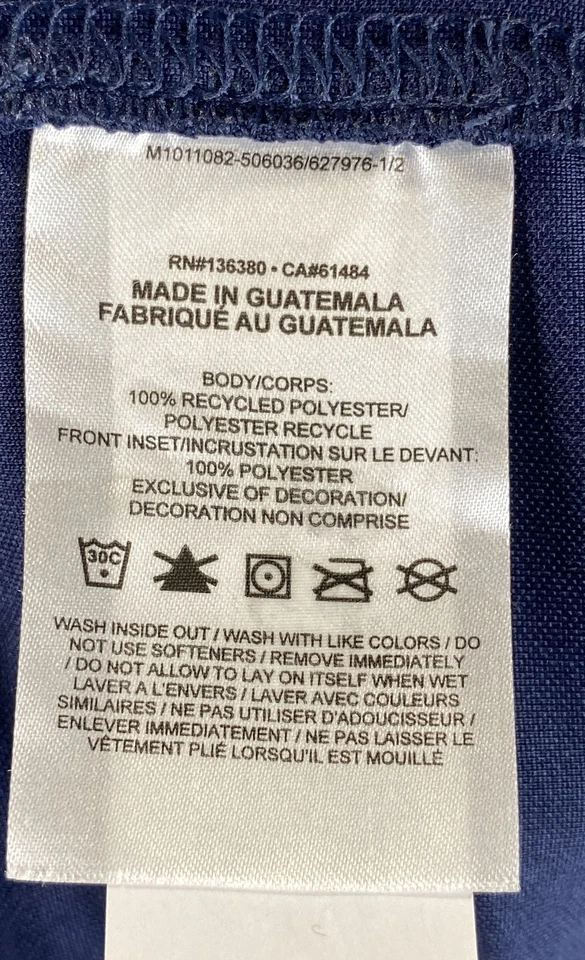 M1011082-506036/627976-1/2
RN#136380 • CA#61484
MADE IN GUATEMALA
FABRIQUÉ AU GUATEMALA
BODY/CORPS:
100% RECYCLED POLYESTER/
POLYESTER RECYCLE
FRONT INSET/INCRUSTATION SUR LE DEVANT:
100% POLYESTER
EXCLUSIVE OF DECORATION/
DECORATION NON COMPRISE
30C
WASH INSIDE OUT / WASH WITH LIKE COLORS / DO
NOT USE SOFTENERS / REMOVE IMMEDIATELY
/ DO NOT ALLOW TO LAY ON ITSELF WHEN WET
LAVER A L'ENVERS / LAVER AVEC COULEURS
SIMILAIRES / NE PAS UTILISER D'ADOUCISSEUR /
ENLEVER IMMEDIATEMENT / NE PAS LAISSER LE
VÊTEMENT PLIÉ LORSQU'IL EST MOUILLÉ